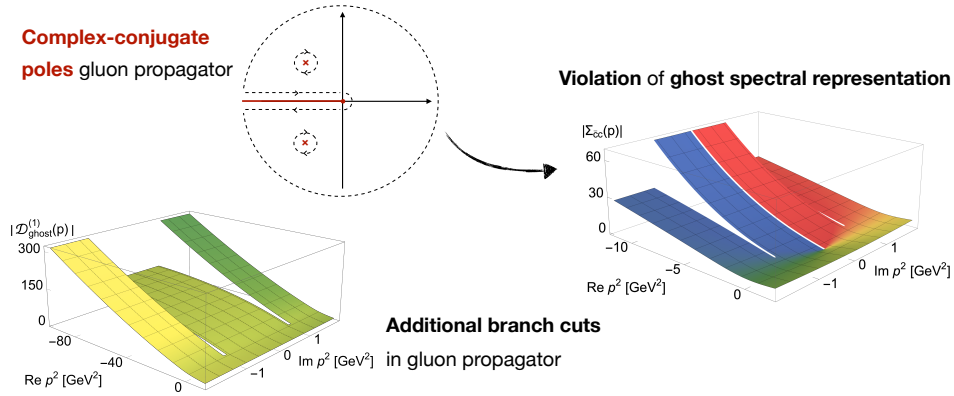 Complex-conjugate
poles gluon propagator
Violation of ghost spectral representation
|Σc̄c(p)|
60
30
0
−10
−5
0
Re p² [GeV²]
−1
0
1
Im p² [GeV²]
|𝒟ghost(1)(p)|
300
150
0
−80
−40
0
Re p² [GeV²]
−1
0
1
Im p² [GeV²]
Additional branch cuts
in gluon propagator